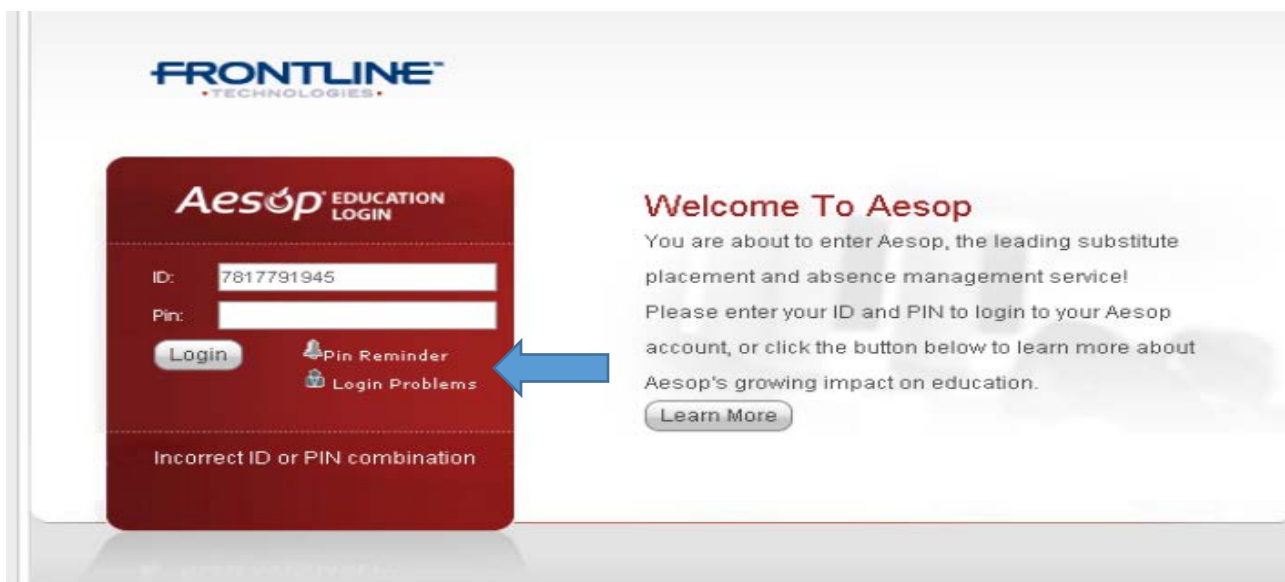 FRONTLINE
TECHNOLOGIES
Aesop EDUCATION LOGIN
ID: 7817791945
Pin:
Login
Pin Reminder
Login Problems
Incorrect ID or PIN combination
Welcome To Aesop
You are about to enter Aesop, the leading substitute
placement and absence management service!
Please enter your ID and PIN to login to your Aesop
account, or click the button below to learn more about
Aesop's growing impact on education.
Learn More